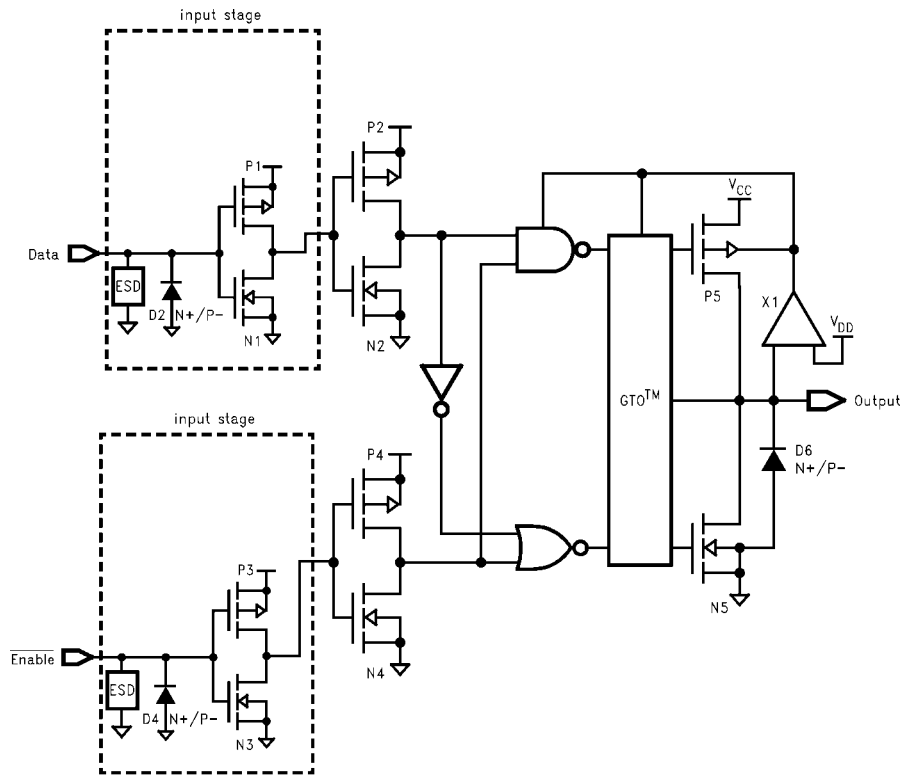 input stage
P2
P1
Data
ESD
D2 N+/P-
N1
N2
VCC
P5
X1
VDD
GTO™
Output
D6
N+/P-
input stage
P4
P3
Enable
ESD
D4 N+/P-
N3
N4
N5